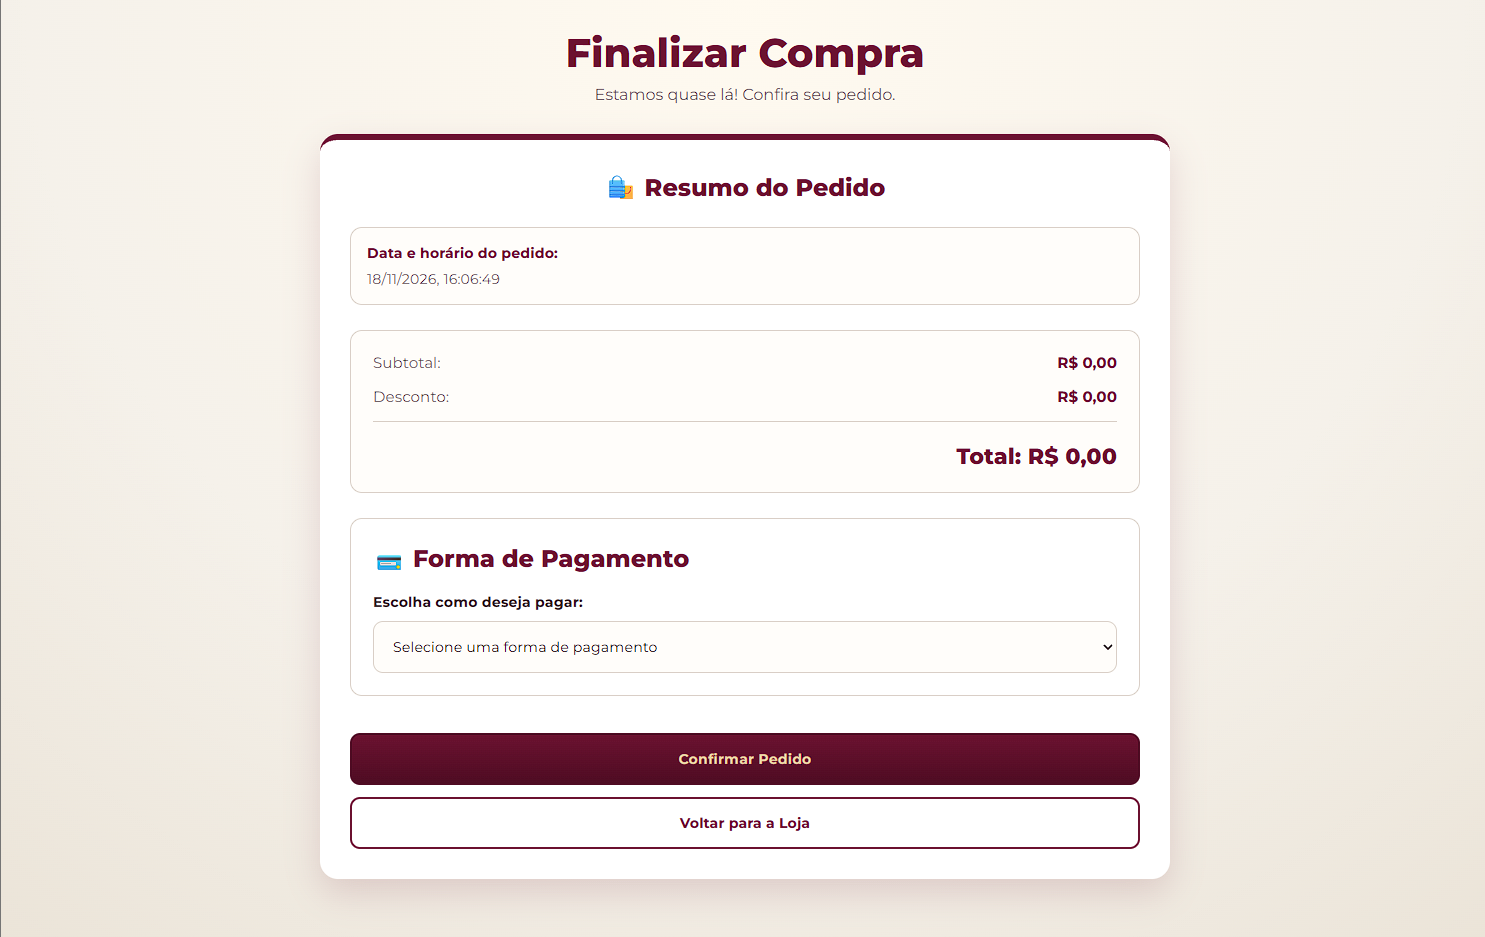 Finalizar Compra
Estamos quase lá! Confira seu pedido.
Resumo do Pedido
Data e horário do pedido:
18/11/2026, 16:06:49
Subtotal: R$ 0,00
Desconto: R$ 0,00
Total: R$ 0,00
Forma de Pagamento
Escolha como deseja pagar:
Selecione uma forma de pagamento
Confirmar Pedido
Voltar para a Loja